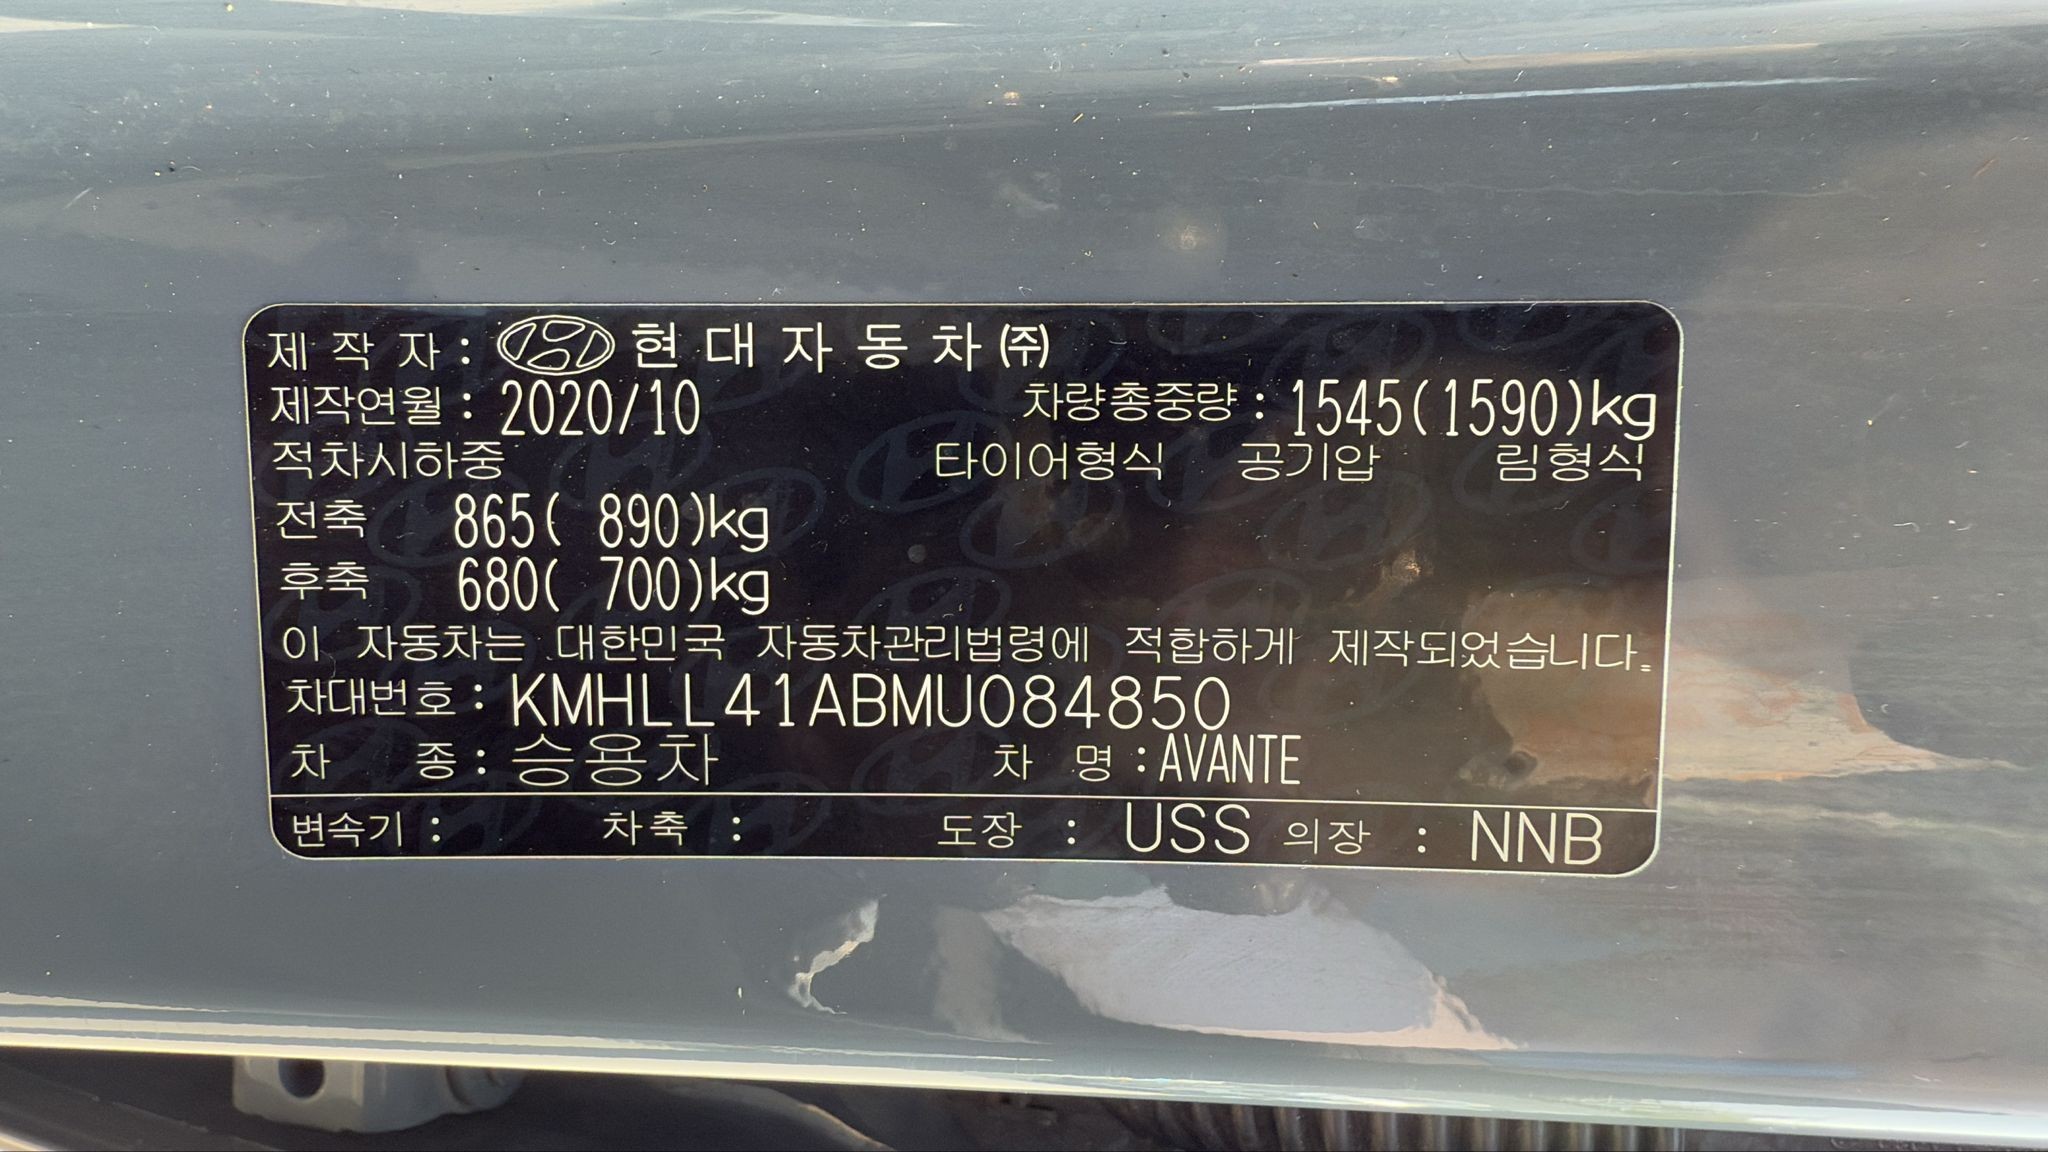 제 작 자 : 현 대 자 동 차 ㈜
제작연월 : 2020/10 차량총중량 : 1545(1590)kg
적차시하중 타이어형식 공기압 림형식
전축 865( 890)kg
후축 680( 700)kg
이 자동차는 대한민국 자동차관리법령에 적합하게 제작되었습니다.
차대번호 : KMHLL41ABMU084850
차 종 : 승용차 차 명 : AVANTE
변속기 : 차축 : 도장 : USS 의장 : NNB